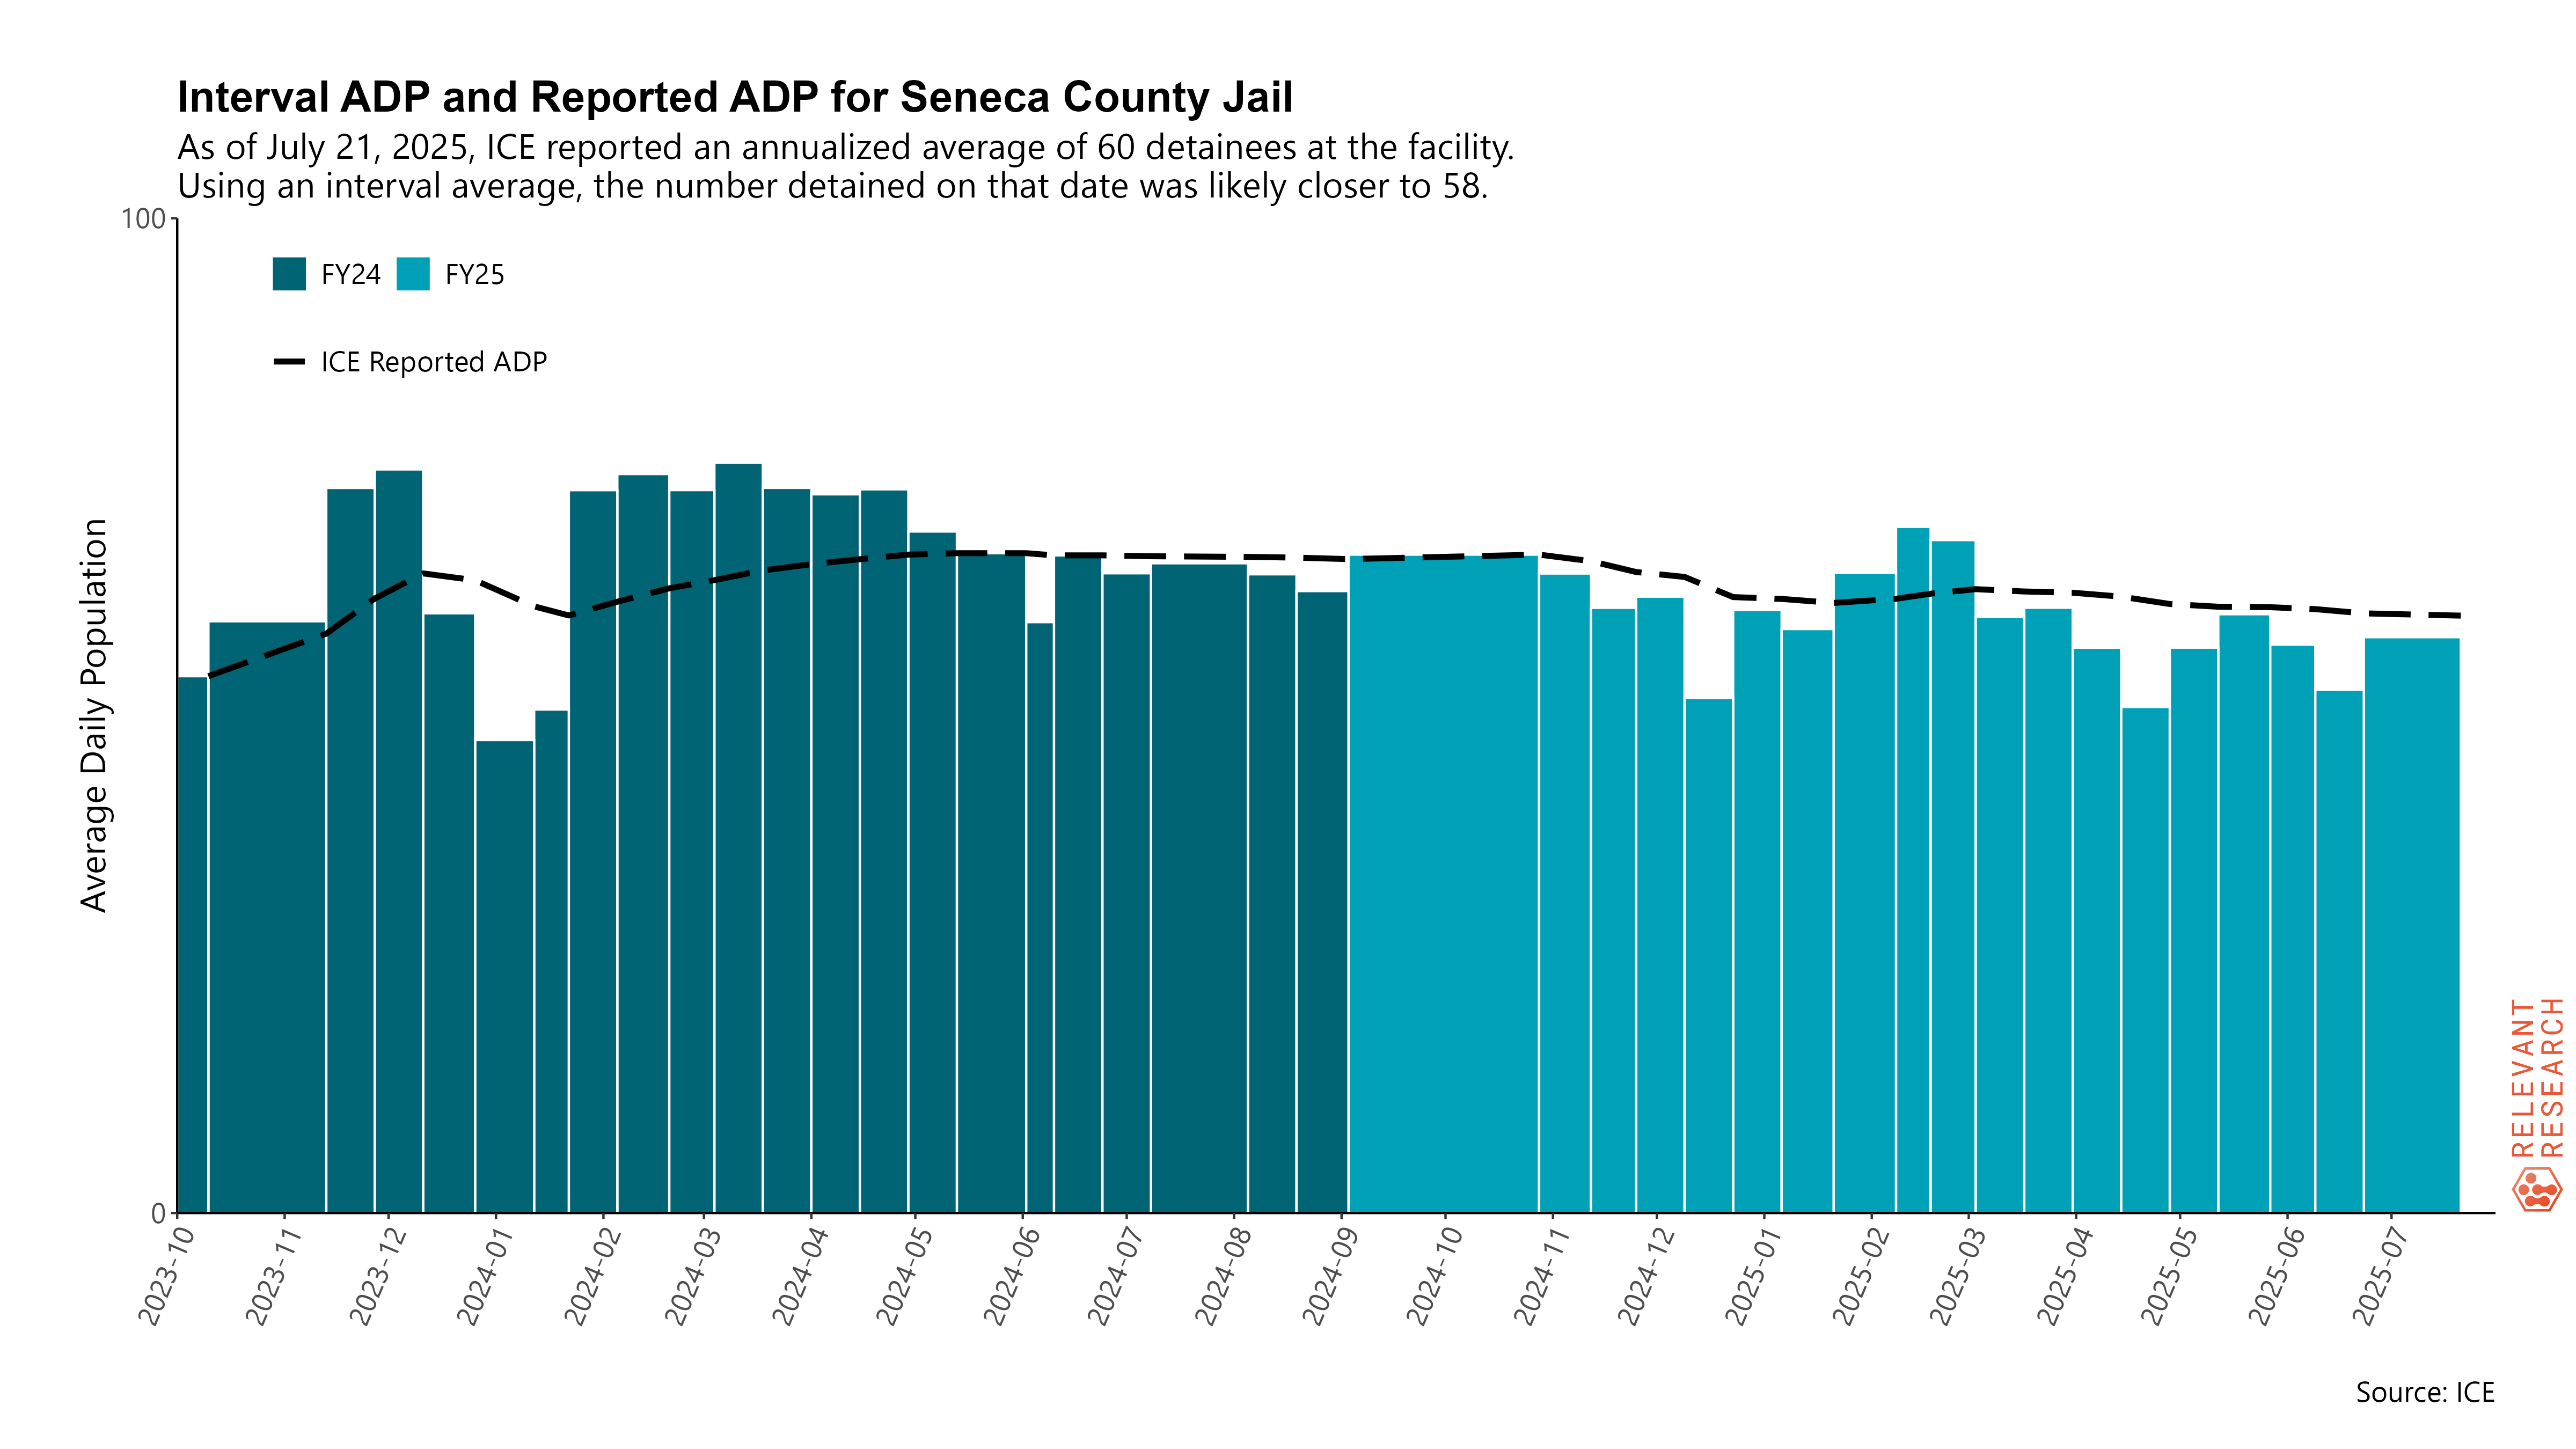 Interval ADP and Reported ADP for Seneca County Jail
As of July 21, 2025, ICE reported an annualized average of 60 detainees at the facility.
Using an interval average, the number detained on that date was likely closer to 58.
100
FY24
FY25
ICE Reported ADP
Average Daily Population
0
2023-10
2023-11
2023-12
2024-01
2024-02
2024-03
2024-04
2024-05
2024-06
2024-07
2024-08
2024-09
2024-10
2024-11
2024-12
2025-01
2025-02
2025-03
2025-04
2025-05
2025-06
2025-07
RELEVANT
RESEARCH
Source: ICE